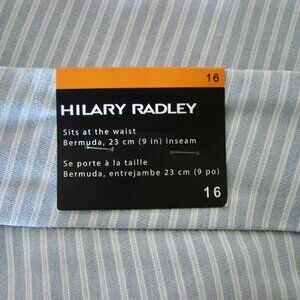 16
HILARY RADLEY
Sits at the waist
Bermuda, 23 cm (9 in) inseam
Se porte à la taille
Bermuda, entrejambe 23 cm (9 po)
16